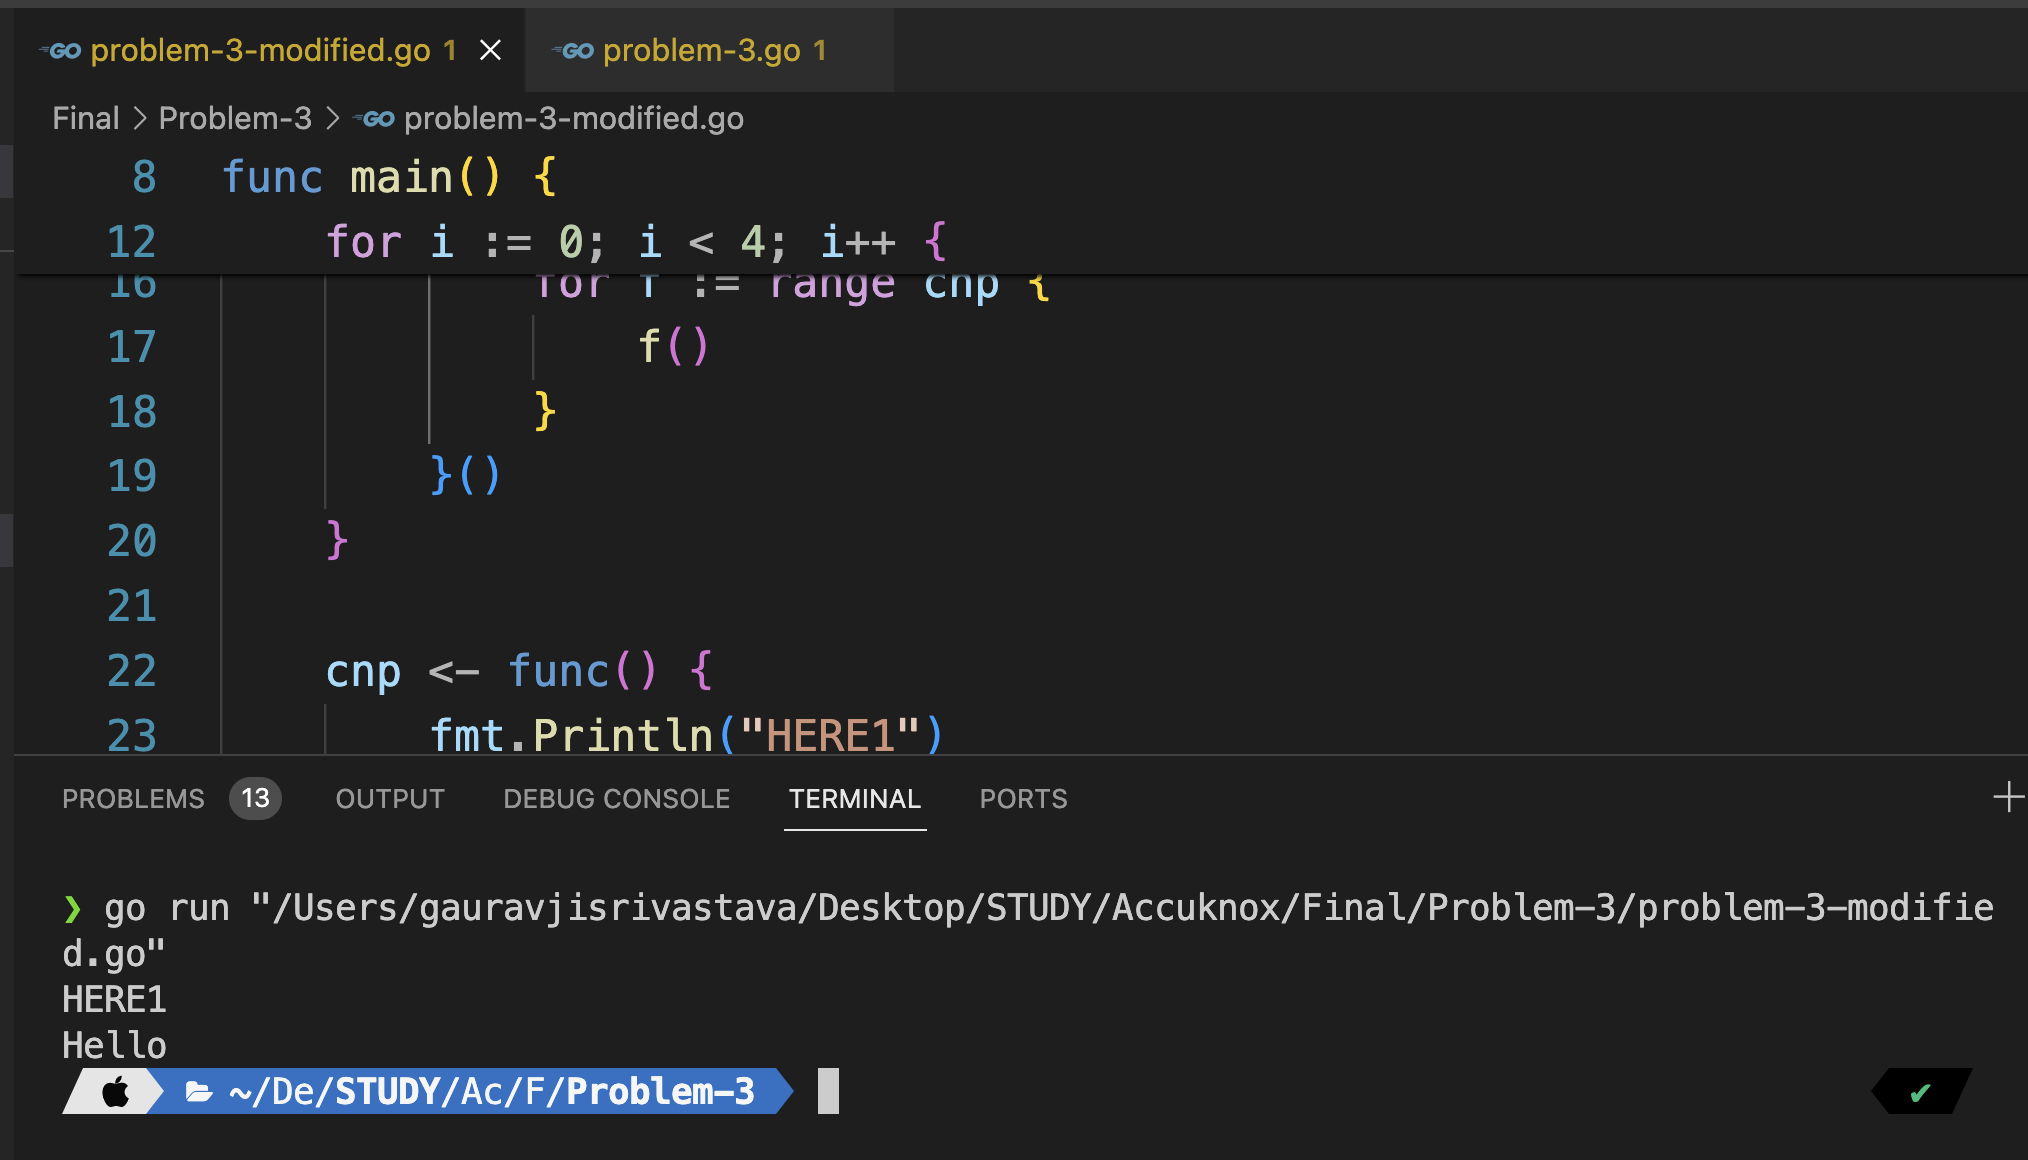 GO problem-3-modified.go 1 GO problem-3.go 1
Final > Problem-3 > GO problem-3-modified.go
8 func main() {
12 for i := 0; i < 4; i++ {
16 for f := range cnp {
17 f()
18 }
19 }()
20 }
21
22 cnp <- func() {
23 fmt.Println("HERE1")
PROBLEMS 13 OUTPUT DEBUG CONSOLE TERMINAL PORTS
❯ go run "/Users/gauravjisrivastava/Desktop/STUDY/Accuknox/Final/Problem-3/problem-3-modifie
d.go"
HERE1
Hello
~/De/STUDY/Ac/F/Problem-3 ✔